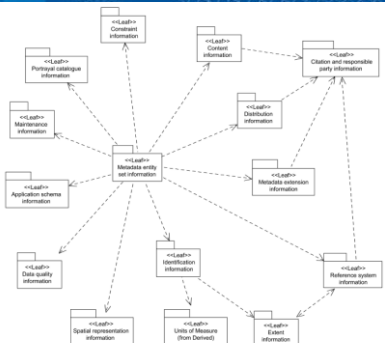 <<Leaf>>
Constraint
information
<<Leaf>>
Content
information
<<Leaf>>
Citation and responsible
party information
<<Leaf>>
Portrayal catalogue
information
<<Leaf>>
Maintenance
information
<<Leaf>>
Distribution
information
<<Leaf>>
Metadata entity
set information
<<Leaf>>
Application schema
information
<<Leaf>>
Metadata extension
information
<<Leaf>>
Data quality
information
<<Leaf>>
Identification
information
<<Leaf>>
Reference system
information
<<Leaf>>
Spatial representation
information
<<Leaf>>
Units of Measure
(from Derived)
<<Leaf>>
Extent
information